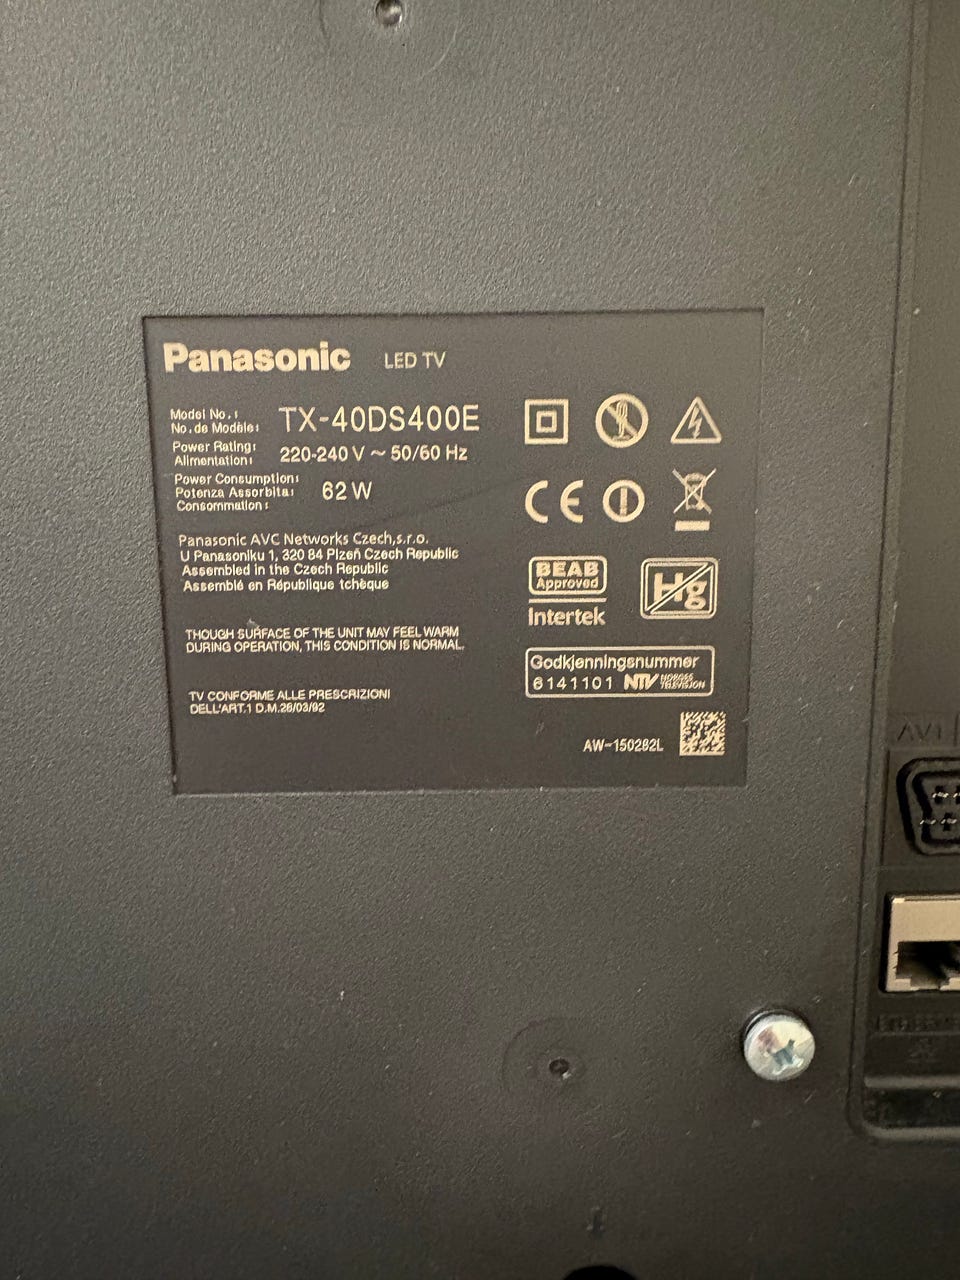 Panasonic LED TV
Model No. :
No. de Modèle : TX-40DS400E
Power Rating:
Alimentation: 220-240 V ~ 50/60 Hz
Power Consumption:
Potenza Assorbita: 62 W
Consommation :
Panasonic AVC Networks Czech,s.r.o.
U Panasoniku 1, 320 84 Plzeň Czech Republic
Assembled in the Czech Republic
Assemblé en République tchèque
THOUGH SURFACE OF THE UNIT MAY FEEL WARM
DURING OPERATION, THIS CONDITION IS NORMAL.
TV CONFORME ALLE PRESCRIZIONI
DELL'ART.1 D.M.28/03/92
CE
BEAB
Approved
Intertek
Hg
Godkjenningsnummer
6141101 NTV NORGES
TELEVISJON
AW-150282L
AV1